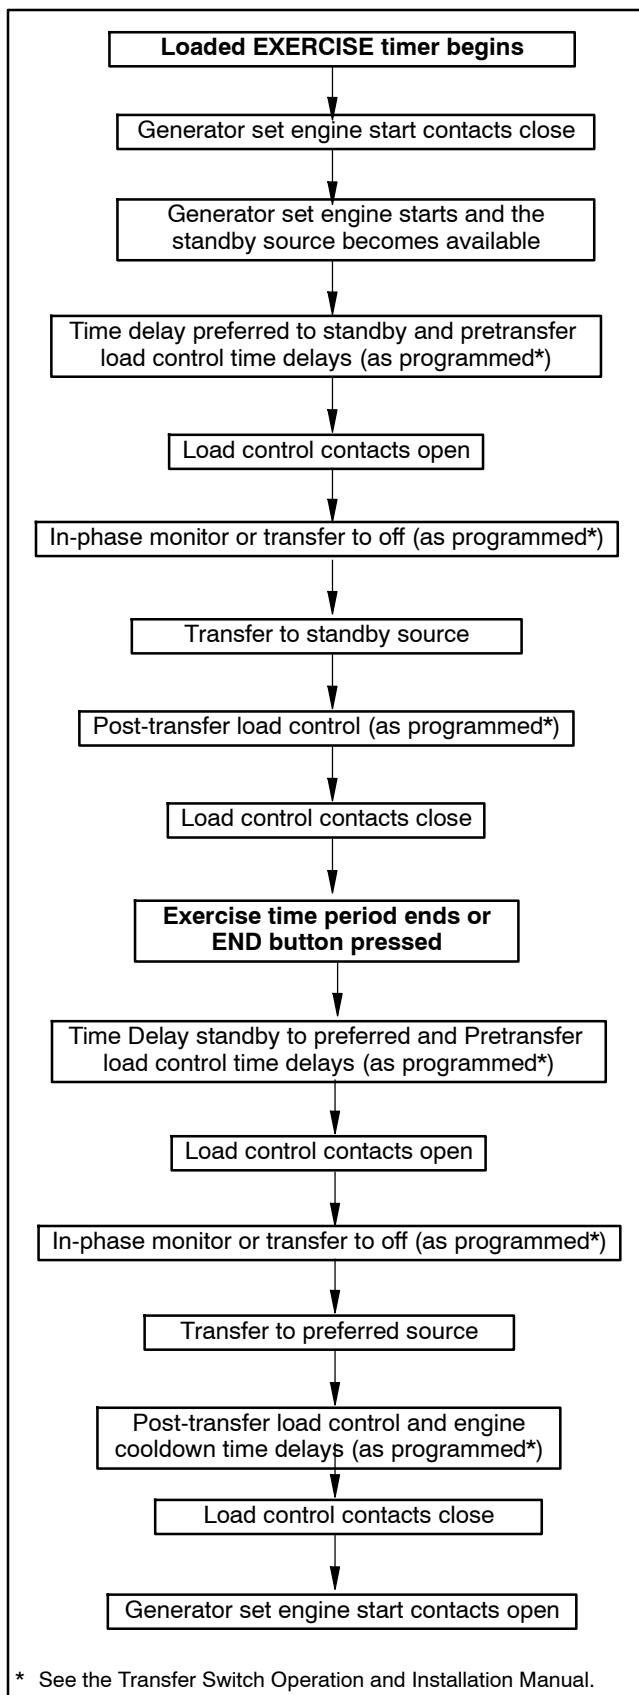 Loaded EXERCISE timer begins
Generator set engine start contacts close
Generator set engine starts and the
standby source becomes available
Time delay preferred to standby and pretransfer
load control time delays (as programmed*)
Load control contacts open
In-phase monitor or transfer to off (as programmed*)
Transfer to standby source
Post-transfer load control (as programmed*)
Load control contacts close
Exercise time period ends or
END button pressed
Time Delay standby to preferred and Pretransfer
load control time delays (as programmed*)
Load control contacts open
In-phase monitor or transfer to off (as programmed*)
Transfer to preferred source
Post-transfer load control and engine
cooldown time delays (as programmed*)
Load control contacts close
Generator set engine start contacts open
* See the Transfer Switch Operation and Installation Manual.